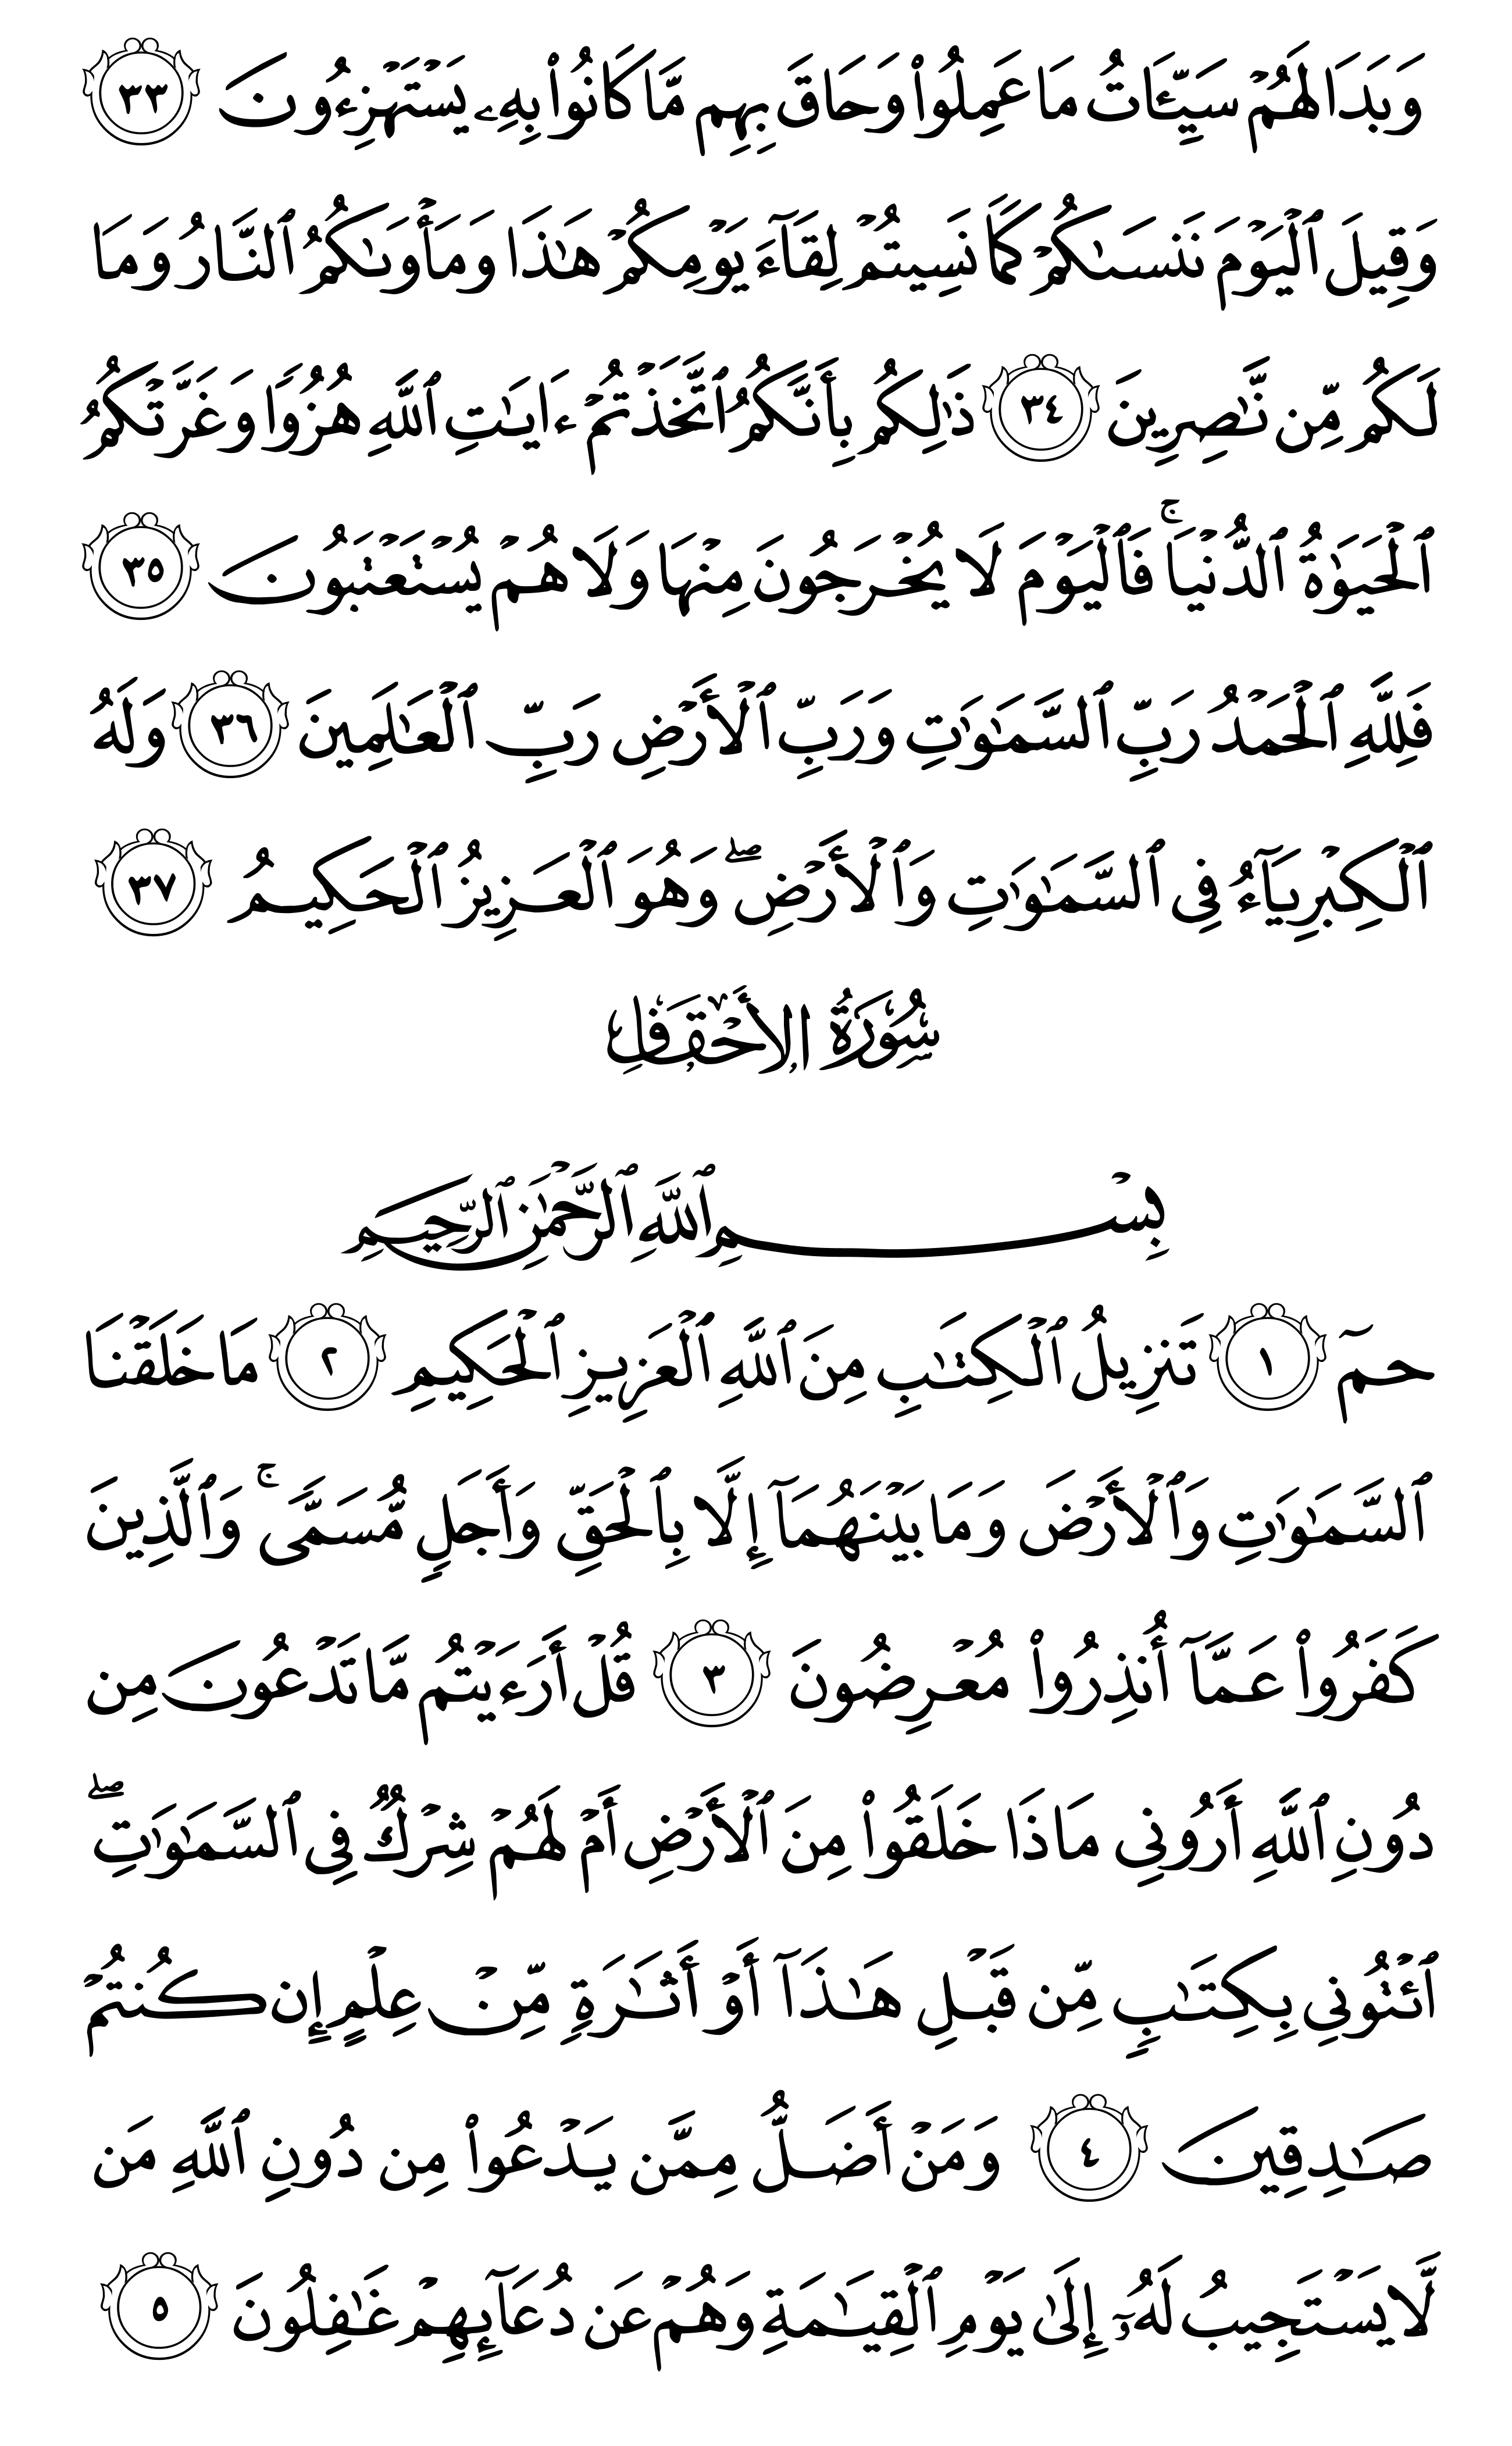 وَبَدَا لَهُمْ سَيِّـَٔاتُ مَا عَمِلُوا۟ وَحَاقَ بِهِم مَّا كَانُوا۟ بِهِۦ يَسْتَهْزِءُونَ ٣٣
وَقِيلَ ٱلْيَوْمَ نَنسَىٰكُمْ كَمَا نَسِيتُمْ لِقَآءَ يَوْمِكُمْ هَـٰذَا وَمَأْوَىٰكُمُ ٱلنَّارُ وَمَا
لَكُم مِّن نَّـٰصِرِينَ ٣٤ ذَٰلِكُم بِأَنَّكُمُ ٱتَّخَذْتُمْ ءَايَـٰتِ ٱللَّهِ هُزُوًا وَغَرَّتْكُمُ
ٱلْحَيَوٰةُ ٱلدُّنْيَا ۚ فَٱلْيَوْمَ لَا يُخْرَجُونَ مِنْهَا وَلَا هُمْ يُسْتَعْتَبُونَ ٣٥
فَلِلَّهِ ٱلْحَمْدُ رَبِّ ٱلسَّمَـٰوَٰتِ وَرَبِّ ٱلْأَرْضِ رَبِّ ٱلْعَـٰلَمِينَ ٣٦ وَلَهُ
ٱلْكِبْرِيَآءُ فِى ٱلسَّمَـٰوَٰتِ وَٱلْأَرْضِ ۖ وَهُوَ ٱلْعَزِيزُ ٱلْحَكِيمُ ٣٧
سُورَةُ الأَحْقَافِ
بِسْمِ ٱللَّهِ ٱلرَّحْمَـٰنِ ٱلرَّحِيمِ
حمٓ ١ تَنزِيلُ ٱلْكِتَـٰبِ مِنَ ٱللَّهِ ٱلْعَزِيزِ ٱلْحَكِيمِ ٢ مَا خَلَقْنَا
ٱلسَّمَـٰوَٰتِ وَٱلْأَرْضَ وَمَا بَيْنَهُمَآ إِلَّا بِٱلْحَقِّ وَأَجَلٍ مُّسَمًّى ۚ وَٱلَّذِينَ
كَفَرُوا۟ عَمَّآ أُنذِرُوا۟ مُعْرِضُونَ ٣ قُلْ أَرَءَيْتُم مَّا تَدْعُونَ مِن
دُونِ ٱللَّهِ أَرُونِى مَاذَا خَلَقُوا۟ مِنَ ٱلْأَرْضِ أَمْ لَهُمْ شِرْكٌ فِى ٱلسَّمَـٰوَٰتِ ۖ
ٱئْتُونِى بِكِتَـٰبٍ مِّن قَبْلِ هَـٰذَآ أَوْ أَثَـٰرَةٍ مِّنْ عِلْمٍ إِن كُنتُمْ
صَـٰدِقِينَ ٤ وَمَنْ أَضَلُّ مِمَّن يَدْعُوا۟ مِن دُونِ ٱللَّهِ مَن
لَّا يَسْتَجِيبُ لَهُۥٓ إِلَىٰ يَوْمِ ٱلْقِيَـٰمَةِ وَهُمْ عَن دُعَآئِهِمْ غَـٰفِلُونَ ٥